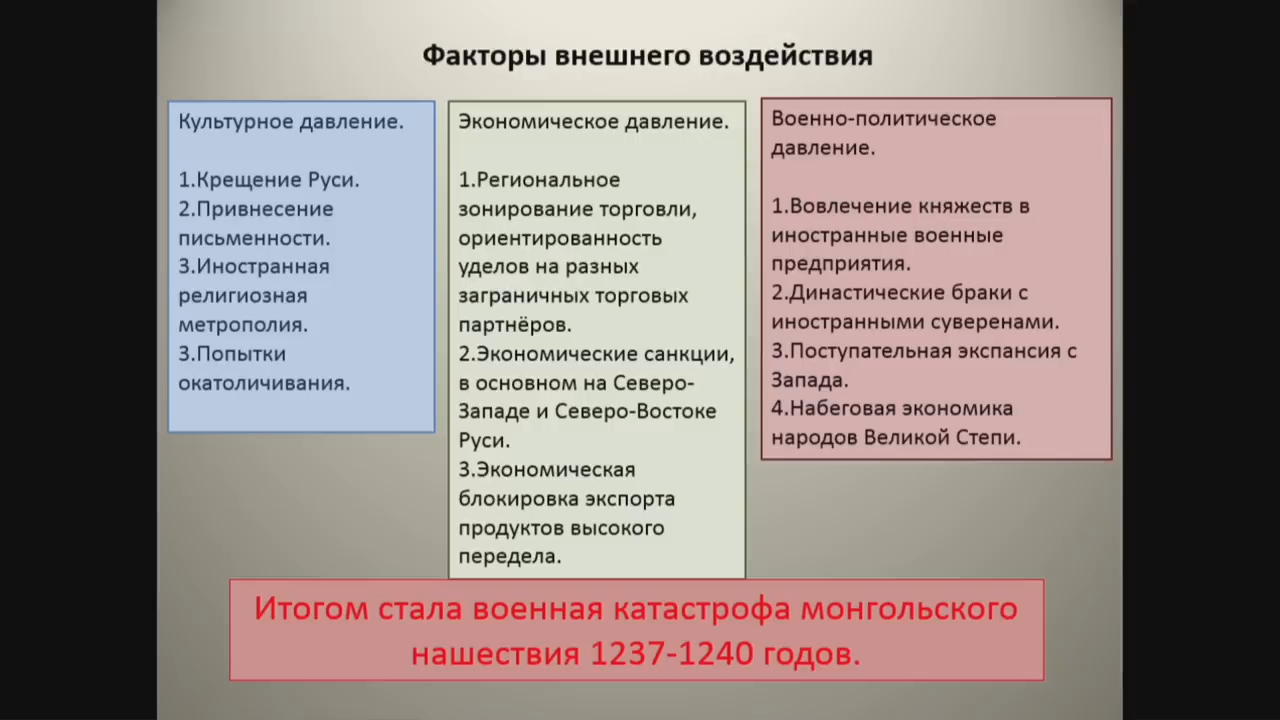 Факторы внешнего воздействия
Культурное давление.
1.Крещение Руси.
2.Привнесение
письменности.
3.Иностранная
религиозная
метрополия.
3.Попытки
окатоличивания.
Экономическое давление.
1.Региональное
зонирование торговли,
ориентированность
уделов на разных
заграничных торговых
партнёров.
2.Экономические санкции,
в основном на Северо-
Западе и Северо-Востоке
Руси.
3.Экономическая
блокировка экспорта
продуктов высокого
передела.
Военно-политическое
давление.
1.Вовлечение княжеств в
иностранные военные
предприятия.
2.Династические браки с
иностранными суверенами.
3.Поступательная экспансия с
Запада.
4.Набеговая экономика
народов Великой Степи.
Итогом стала военная катастрофа монгольского
нашествия 1237-1240 годов.